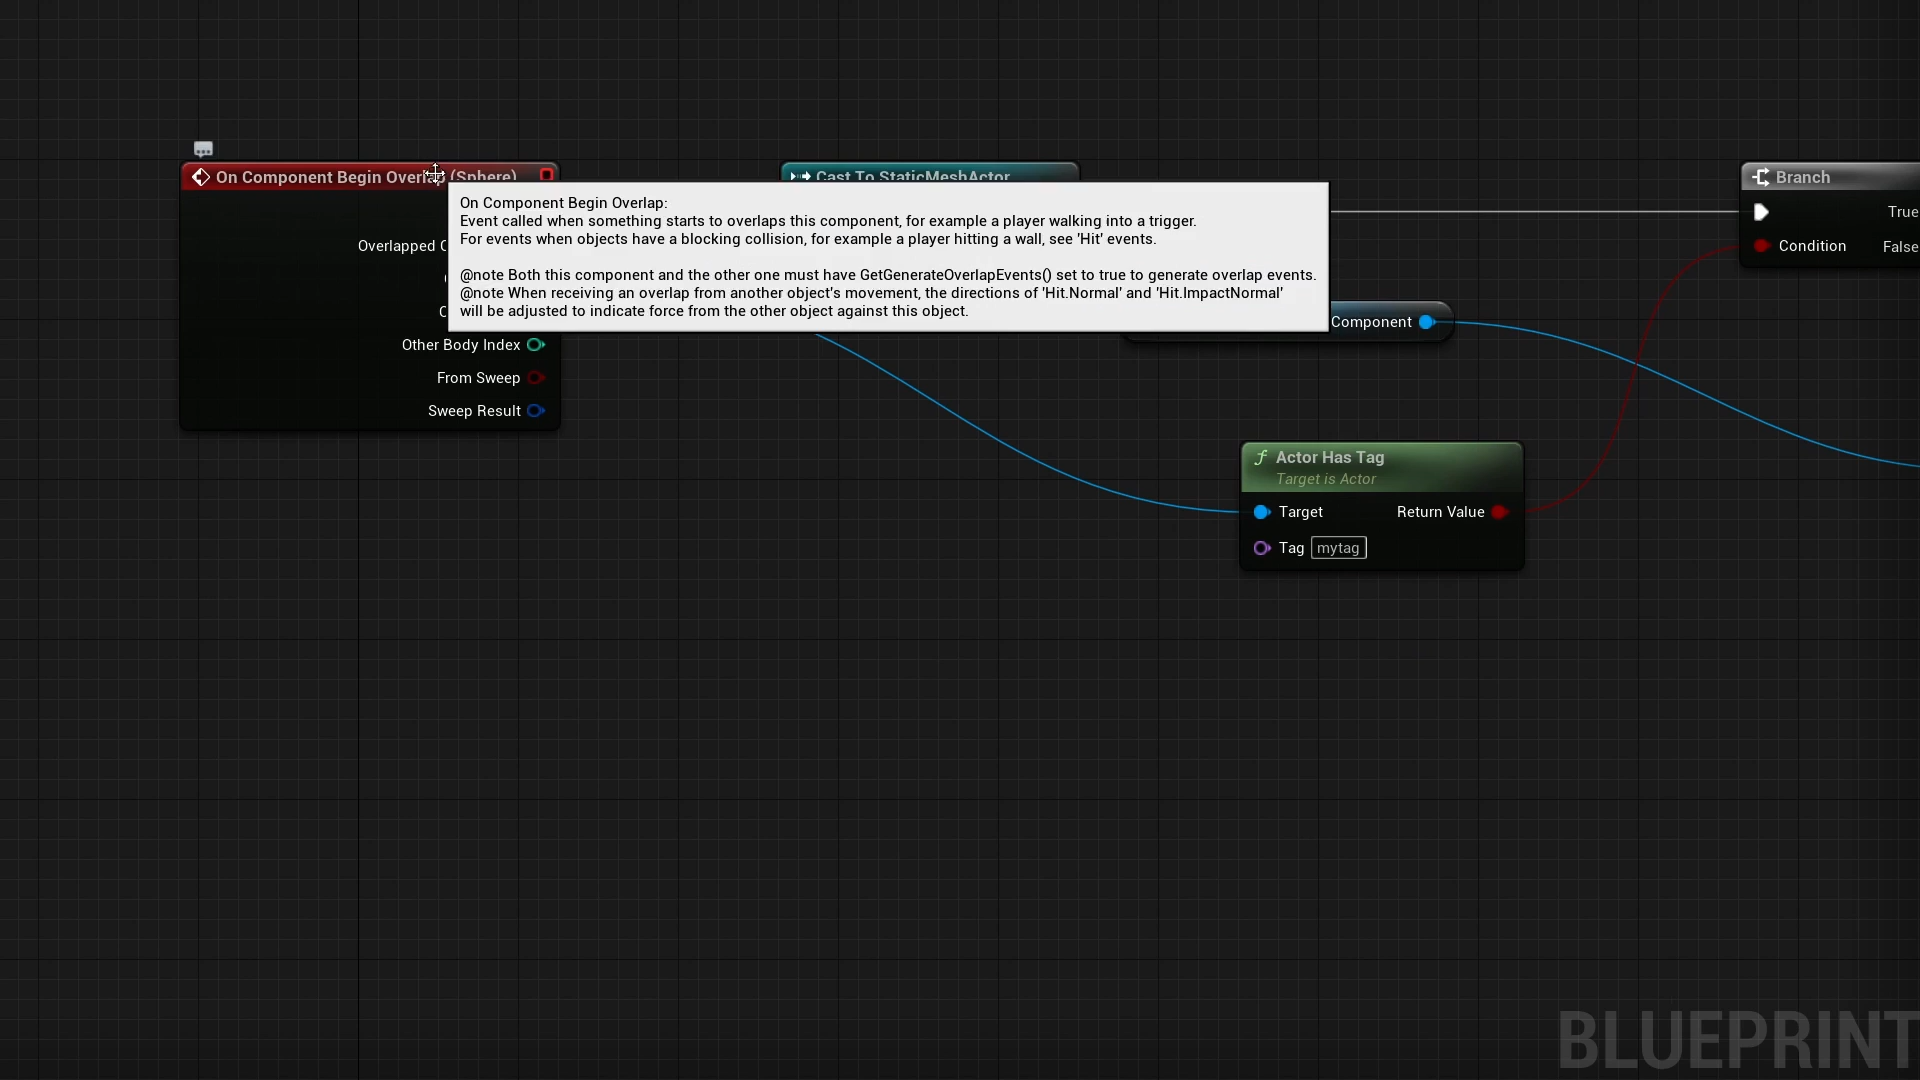 On Component Begin Overlap (Sphere)
Cast To StaticMeshActor
Branch
On Component Begin Overlap:
Event called when something starts to overlaps this component, for example a player walking into a trigger.
For events when objects have a blocking collision, for example a player hitting a wall, see 'Hit' events.
@note Both this component and the other one must have GetGenerateOverlapEvents() set to true to generate overlap events.
@note When receiving an overlap from another object's movement, the directions of 'Hit.Normal' and 'Hit.ImpactNormal'
will be adjusted to indicate force from the other object against this object.
True
Overlapped
Condition
False
Component
Other Body Index
From Sweep
Sweep Result
Actor Has Tag
Target is Actor
Target
Return Value
Tag
mytag
BLUEPRINT